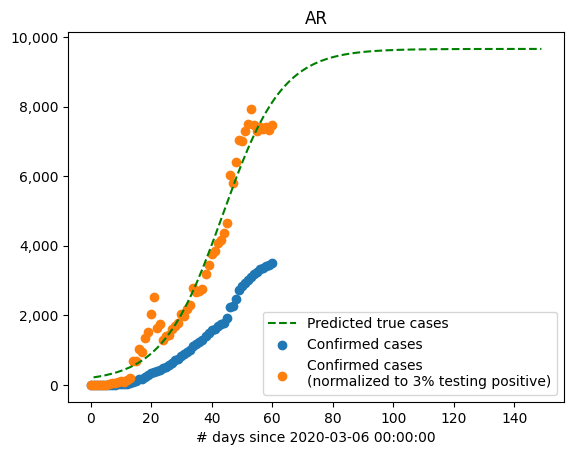 AR
10,000
8,000
6,000
4,000
2,000
0
0 20 40 60 80 100 120 140
# days since 2020-03-06 00:00:00
Predicted true cases
Confirmed cases
Confirmed cases
(normalized to 3% testing positive)